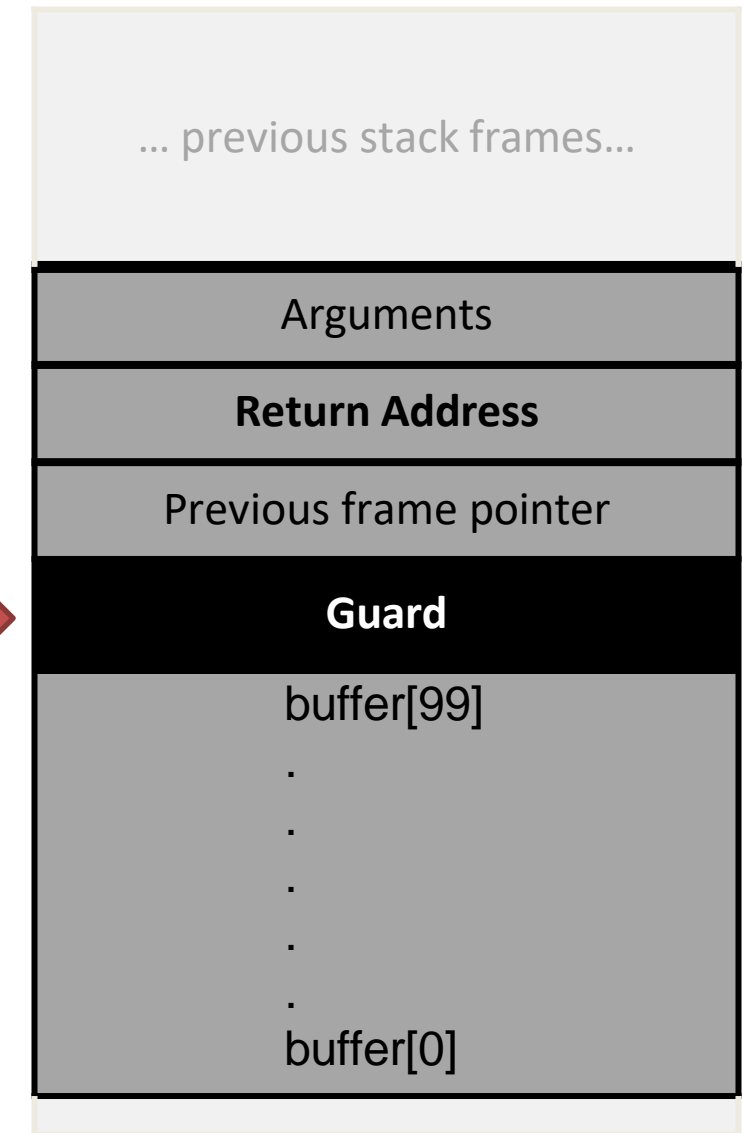 … previous stack frames…
Arguments
Return Address
Previous frame pointer
Guard
buffer[99]
.
.
.
.
.
buffer[0]